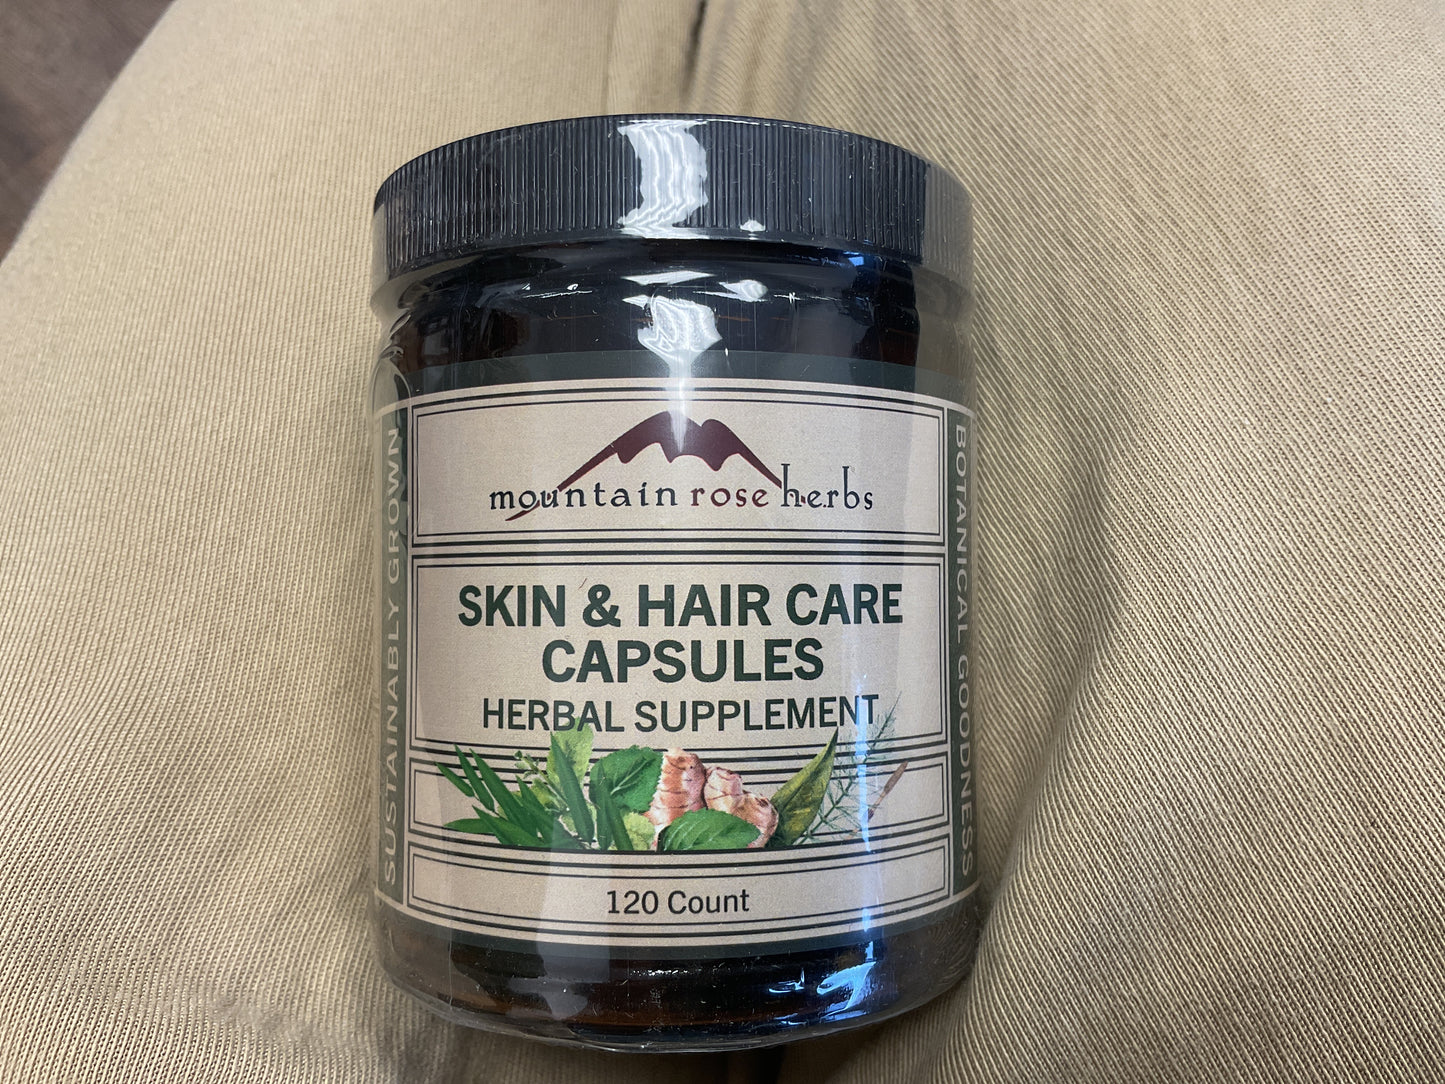 mountain rose herbs
SKIN & HAIR CARE
CAPSULES
HERBAL SUPPLEMENT
120 Count
SUSTAINABLY GROWN
BOTANICAL GOODNESS